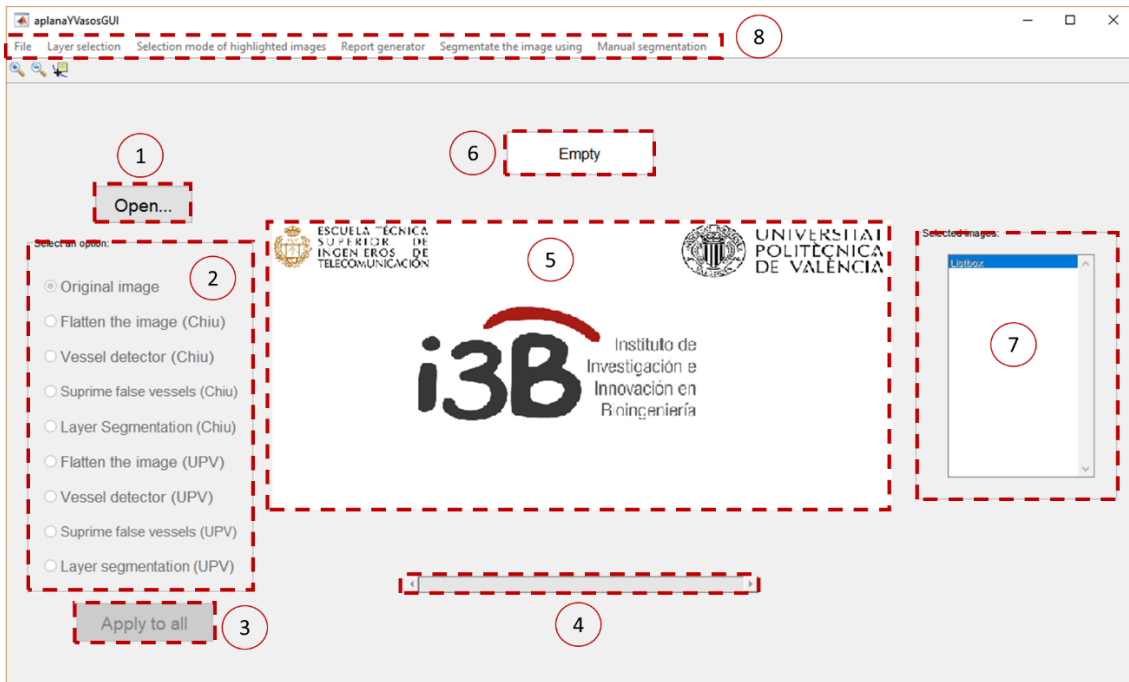 aplanaYVasosGUI
File Layer selection Selection mode of highlighted images Report generator Segmentate the image using Manual segmentation
8
6
Empty
1
Open...
Select an option:
2
Original image
Flatten the image (Chiu)
Vessel detector (Chiu)
Suprime false vessels (Chiu)
Layer Segmentation (Chiu)
Flatten the image (UPV)
Vessel detector (UPV)
Suprime false vessels (UPV)
Layer segmentation (UPV)
Apply to all
3
ESCUELA TÉCNICA
SUPERIOR DE
INGENIEROS DE
TELECOMUNICACIÓN
5
UNIVERSITAT
POLITÈCNICA
DE VALÈNCIA
i3B
Instituto de
Investigación e
Innovación en
Bioingeniería
4
Selected images:
Listbox
7